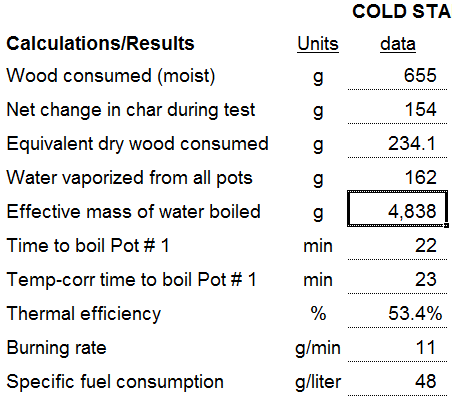 COLD STA
Calculations/Results Units data
Wood consumed (moist) g 655
Net change in char during test g 154
Equivalent dry wood consumed g 234.1
Water vaporized from all pots g 162
Effective mass of water boiled g 4,838
Time to boil Pot # 1 min 22
Temp-corr time to boil Pot # 1 min 23
Thermal efficiency % 53.4%
Burning rate g/min 11
Specific fuel consumption g/liter 48